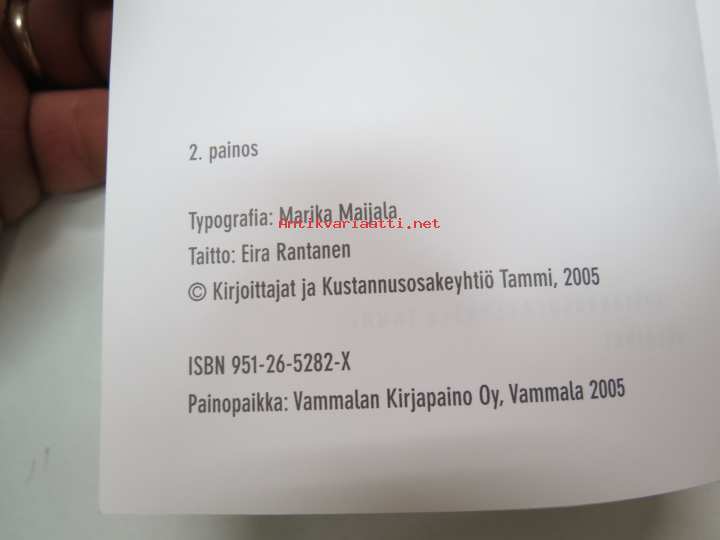 2. painos
Typografia: Marika Maijala
Antikvariaatti.net
Taitto: Eira Rantanen
© Kirjoittajat ja Kustannusosakeyhtiö Tammi, 2005
ISBN 951-26-5282-X
Painopaikka: Vammalan Kirjapaino Oy, Vammala 2005